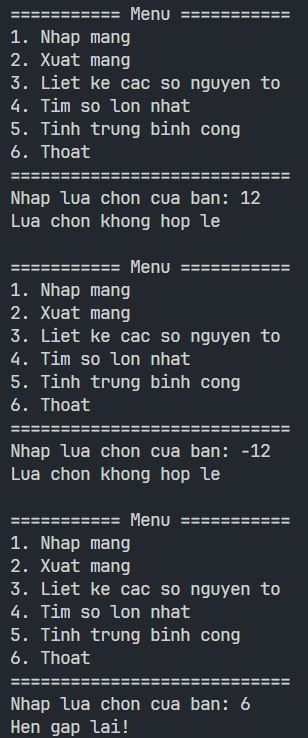 =========== Menu ===========
1. Nhap mang
2. Xuat mang
3. Liet ke cac so nguyen to
4. Tim so lon nhat
5. Tinh trung binh cong
6. Thoat
============================
Nhap lua chon cua ban: 12
Lua chon khong hop le
=========== Menu ===========
1. Nhap mang
2. Xuat mang
3. Liet ke cac so nguyen to
4. Tim so lon nhat
5. Tinh trung binh cong
6. Thoat
============================
Nhap lua chon cua ban: -12
Lua chon khong hop le
=========== Menu ===========
1. Nhap mang
2. Xuat mang
3. Liet ke cac so nguyen to
4. Tim so lon nhat
5. Tinh trung binh cong
6. Thoat
============================
Nhap lua chon cua ban: 6
Hen gap lai!